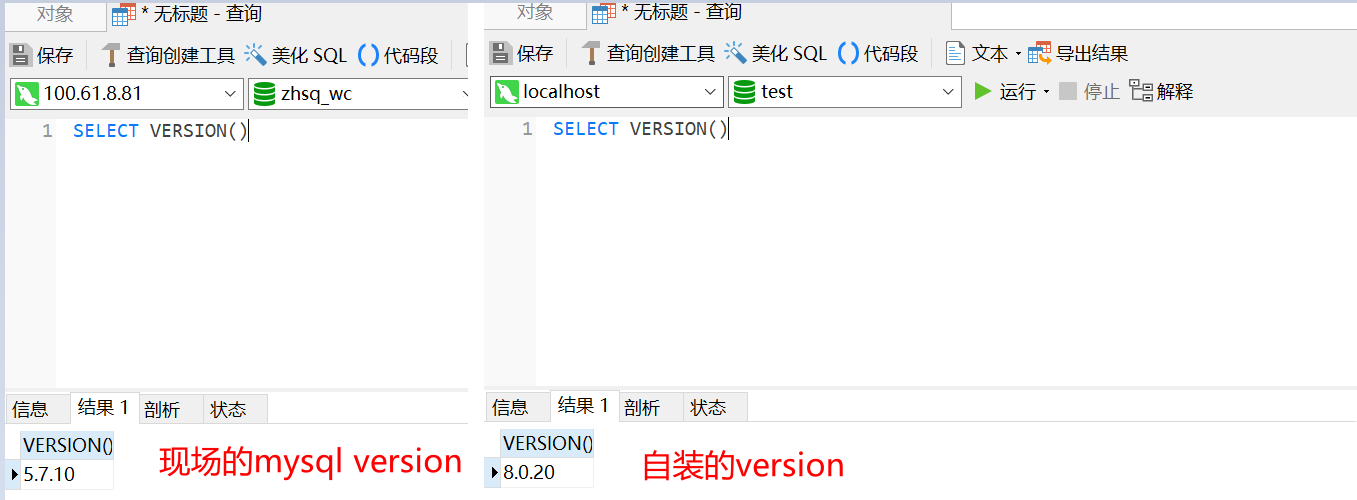 对象
* 无标题 - 查询
保存
查询创建工具
美化 SQL
代码段
100.61.8.81
zhsq_wc
1
SELECT VERSION()
信息
结果 1
剖析
状态
VERSION()
5.7.10
现场的mysql version
对象
* 无标题 - 查询
保存
查询创建工具
美化 SQL
代码段
文本
导出结果
localhost
test
运行
停止
解释
1
SELECT VERSION()
信息
结果 1
剖析
状态
VERSION()
8.0.20
自装的version